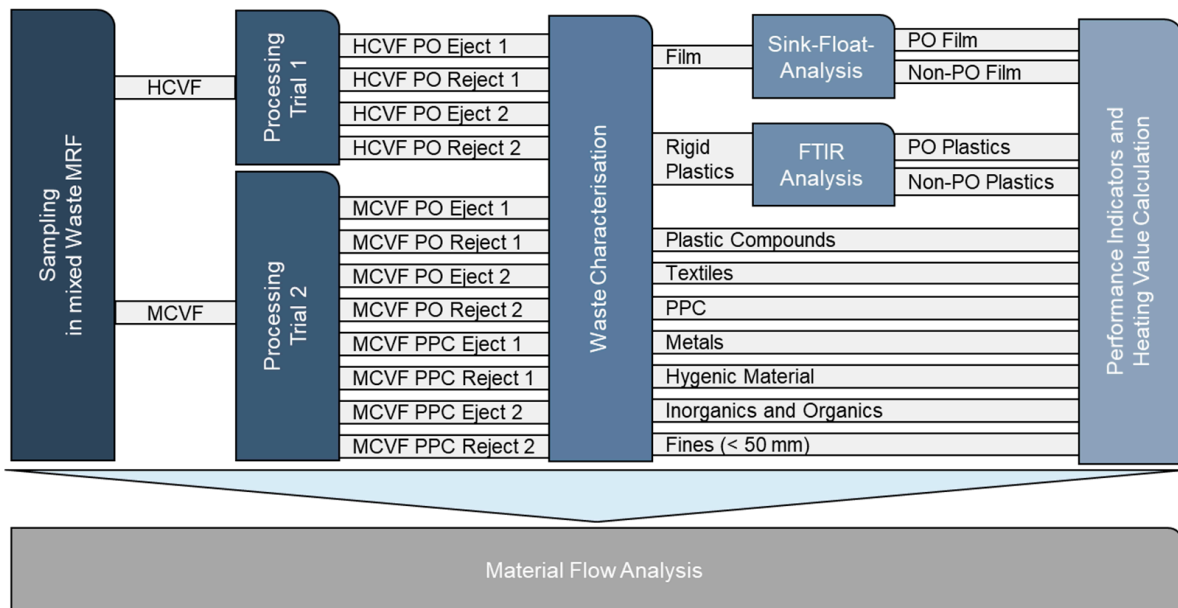 Sampling
in mixed Waste MRF
HCVF
MCVF
Processing
Trial 1
Processing
Trial 2
HCVF PO Eject 1
HCVF PO Reject 1
HCVF PO Eject 2
HCVF PO Reject 2
MCVF PO Eject 1
MCVF PO Reject 1
MCVF PO Eject 2
MCVF PO Reject 2
MCVF PPC Eject 1
MCVF PPC Reject 1
MCVF PPC Eject 2
MCVF PPC Reject 2
Waste Characterisation
Film
Rigid
Plastics
Plastic Compounds
Textiles
PPC
Metals
Hygenic Material
Inorganics and Organics
Fines (< 50 mm)
Sink-Float-
Analysis
FTIR
Analysis
PO Film
Non-PO Film
PO Plastics
Non-PO Plastics
Performance Indicators and
Heating Value Calculation
Material Flow Analysis